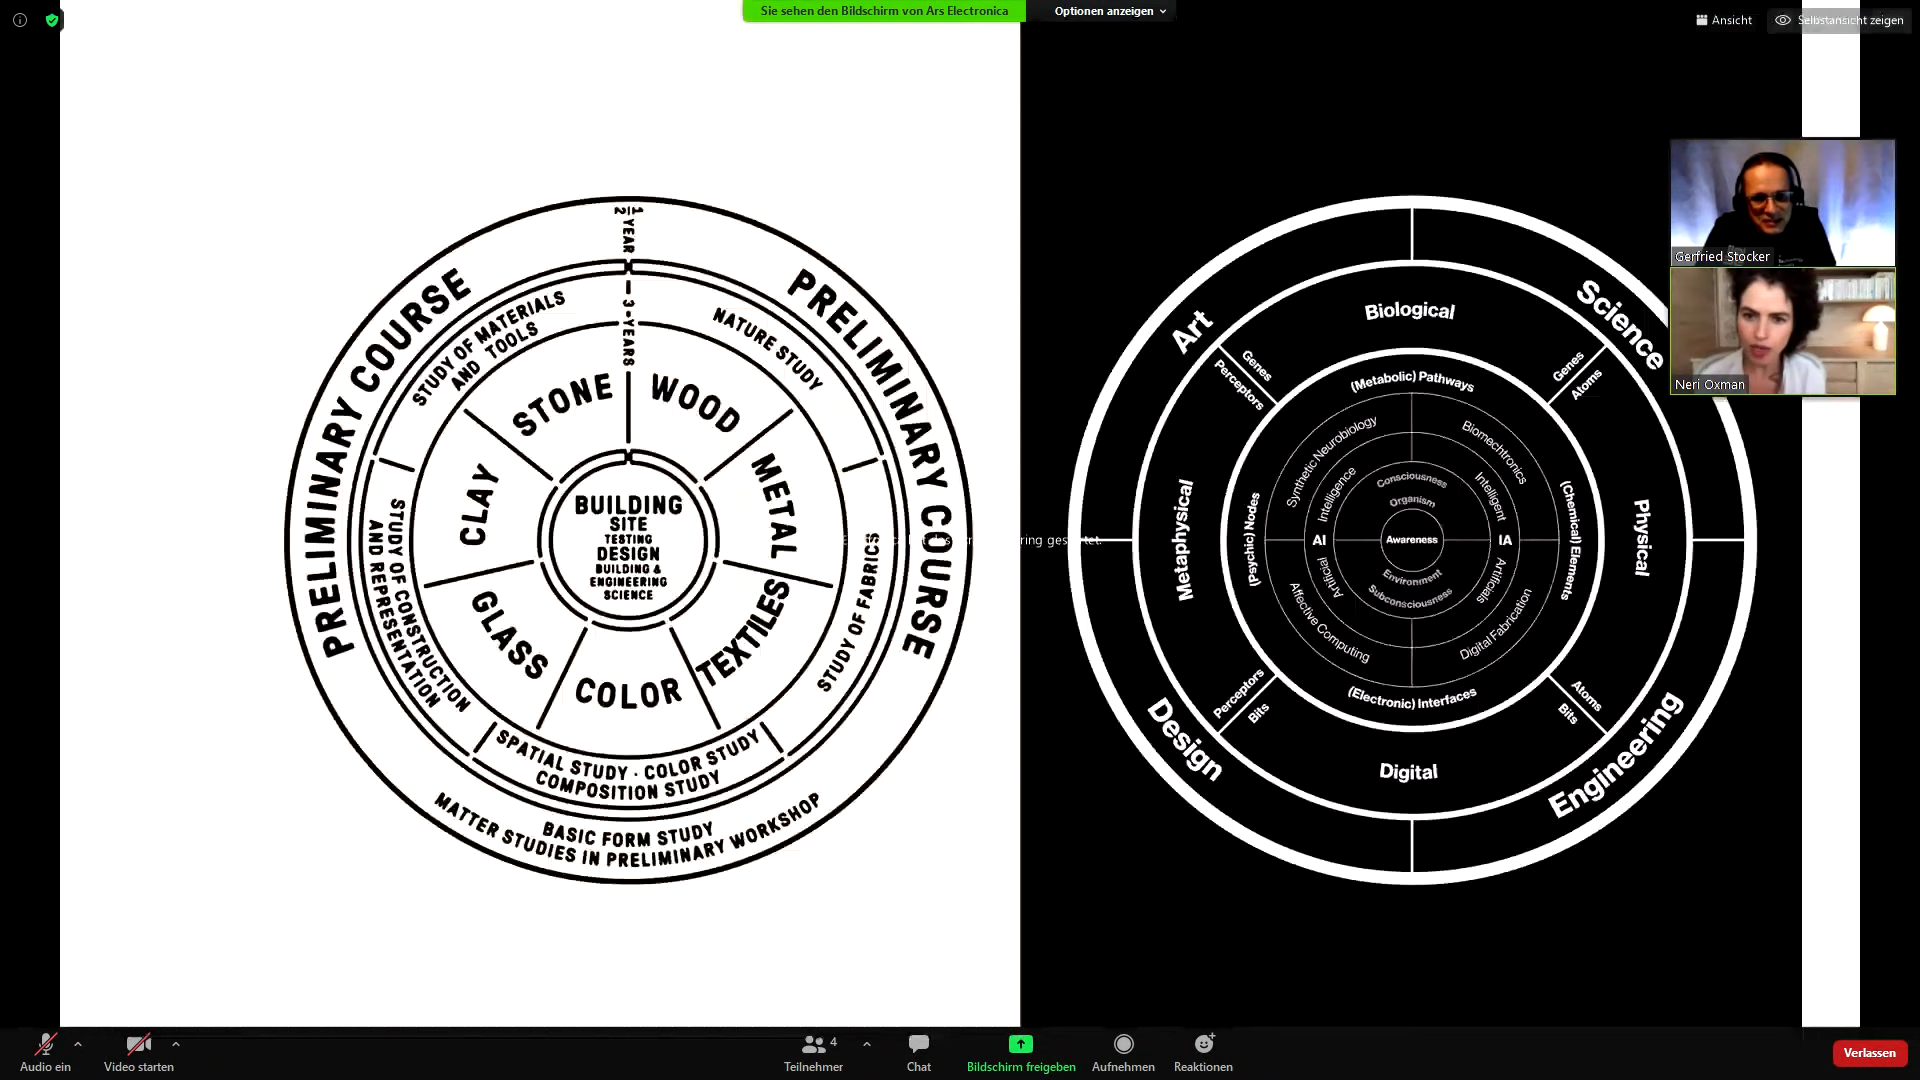 Sie sehen den Bildschirm von Ars Electronica
Optionen anzeigen
Ansicht
Selbstansicht zeigen
PRELIMINARY COURSE
PRELIMINARY COURSE
1/2 YEAR
3-YEARS
STUDY OF MATERIALS
AND TOOLS
NATURE STUDY
STONE
WOOD
CLAY
METAL
GLASS
TEXTILES
COLOR
BUILDING
SITE
TESTING
DESIGN
BUILDING &
ENGINEERING
SCIENCE
STUDY OF CONSTRUCTION
AND REPRESENTATION
STUDY OF FABRICS
SPATIAL STUDY · COLOR STUDY
COMPOSITION STUDY
BASIC FORM STUDY
MATTER STUDIES IN PRELIMINARY WORKSHOP
Art
Science
Design
Engineering
Biological
Metaphysical
Physical
Digital
Genes
Perceptors
Genes
Atoms
Perceptors
Bits
Atoms
Bits
(Metabolic) Pathways
(Psychic) Nodes
(Chemical) Elements
(Electronic) Interfaces
Synthetic Neurobiology
Biomechtronics
Affective Computing
Digital Fabrication
Intelligence
Intelligent
AI
IA
Artificial
Artificials
Consciousness
Organism
Awareness
Environment
Subconsciousness
Gerfried Stocker
Neri Oxman
Audio ein
Video starten
4
Teilnehmer
Chat
Bildschirm freigeben
Aufnehmen
Reaktionen
Verlassen